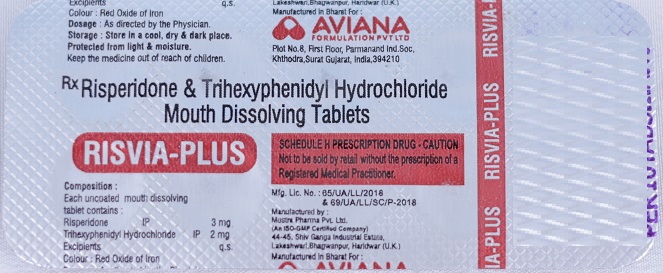 Excipients q.s.
Colour : Red Oxide of Iron
Dosage : As directed by the Physician.
Storage : Store in a cool, dry & dark place.
Protected from light & moisture.
Keep the medicine out of reach of children.
Lakeshwari,Bhagwanpur, Haridwar (U.K.)
Manufactured in Bharat For :
AVIANA
FORMULATION PVT LTD
Plot No.8, First Floor, Parmanand Ind.Soc,
Khthodra,Surat Gujarat, India,394210
Rx Risperidone & Trihexyphenidyl Hydrochloride
Mouth Dissolving Tablets
RISVIA-PLUS
SCHEDULE H PRESCRIPTION DRUG - CAUTION
Not to be sold by retail without the prescription of a
Registered Medical Practitioner.
Composition :
Each uncoated mouth dissolving
tablet contains :
Risperidone IP 3 mg
Trihexyphenidyl Hydrochloride IP 2 mg
Excipients q.s.
Colour : Red Oxide of Iron
Mfg. Lic. No. : 65/UA/LL/2016
& 69/UA/LL/SC/P-2018
Manufactured by :
Mustra Pharma Pvt. Ltd.
(An ISO-GMP Certified Company)
44-45, Shiv Ganga Industrial Estate,
Lakeshwari,Bhagwanpur, Haridwar (U.K.)
Manufactured in Bharat For :
AVIANA
RISVIA-
RISVIA-PLUS
IA-PLUS